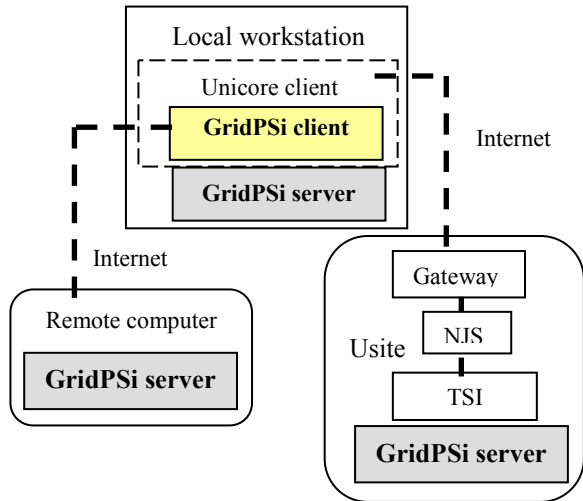 Local workstation
Unicore client
GridPSi client
GridPSi server
Internet
Internet
Remote computer
GridPSi server
Gateway
NJS
Usite
TSI
GridPSi server